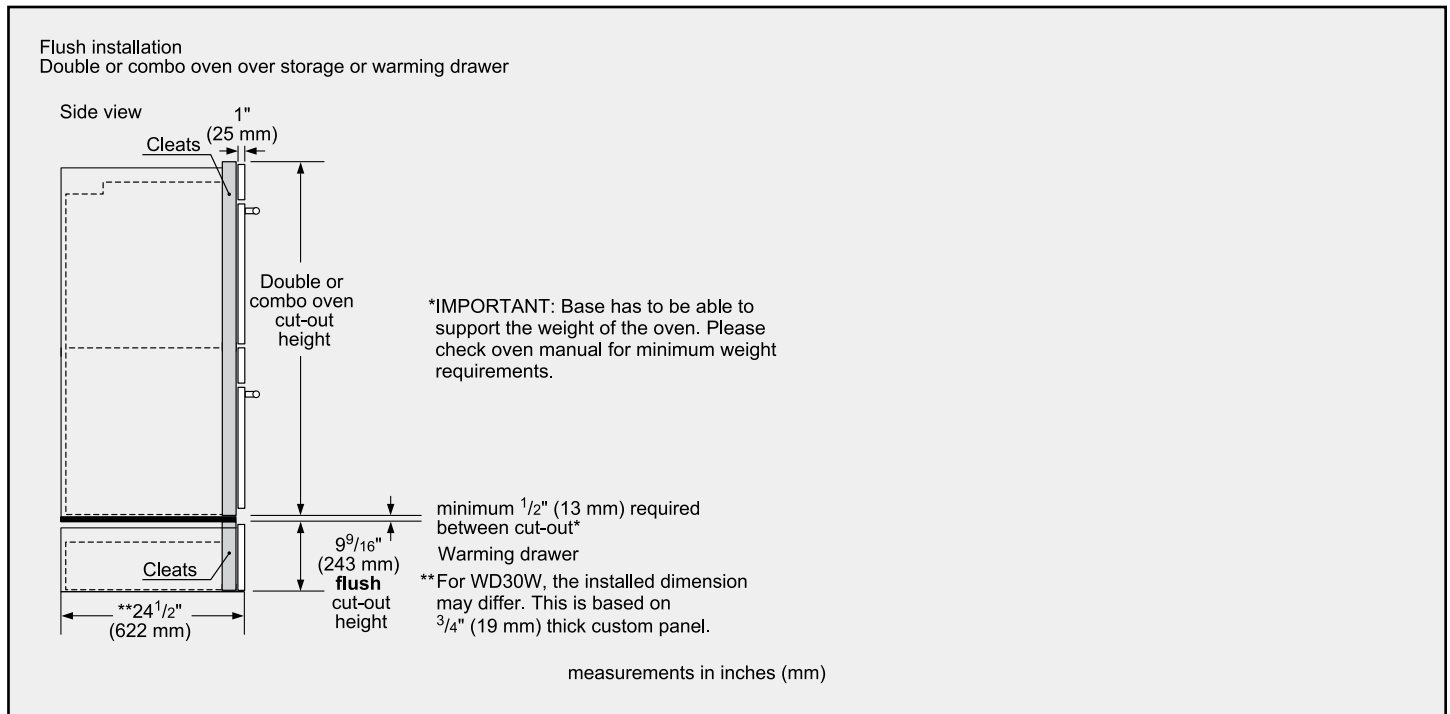 Flush installation
Double or combo oven over storage or warming drawer
Side view
1"
(25 mm)
Cleats
Double or
combo oven
cut-out
height
*IMPORTANT: Base has to be able to
support the weight of the oven. Please
check oven manual for minimum weight
requirements.
minimum 1/2" (13 mm) required
between cut-out*
Warming drawer
9 9/16"
(243 mm)
flush
cut-out
height
Cleats
**24 1/2"
(622 mm)
**For WD30W, the installed dimension
may differ. This is based on
3/4" (19 mm) thick custom panel.
measurements in inches (mm)